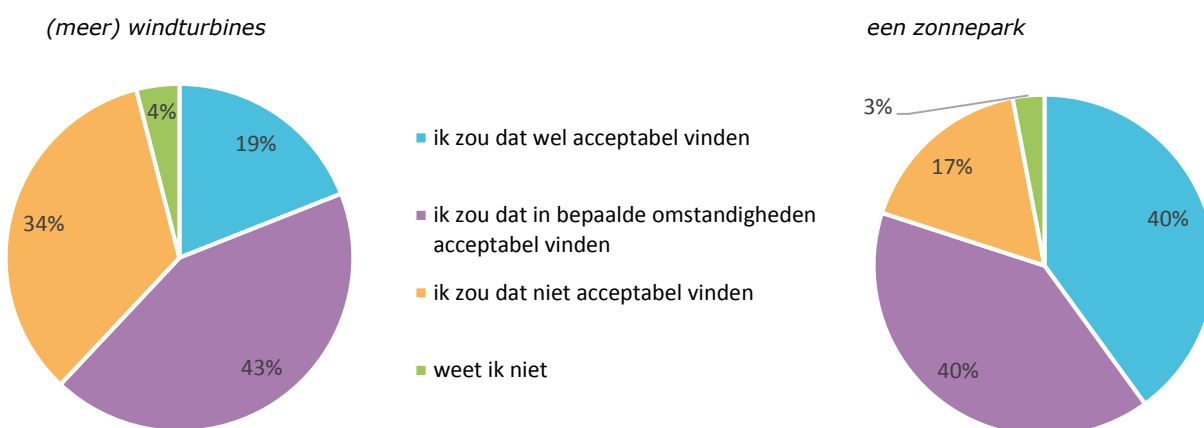 (meer) windturbines
4%
19%
34%
43%
ik zou dat wel acceptabel vinden
ik zou dat in bepaalde omstandigheden
acceptabel vinden
ik zou dat niet acceptabel vinden
weet ik niet
een zonnepark
3%
17%
40%
40%